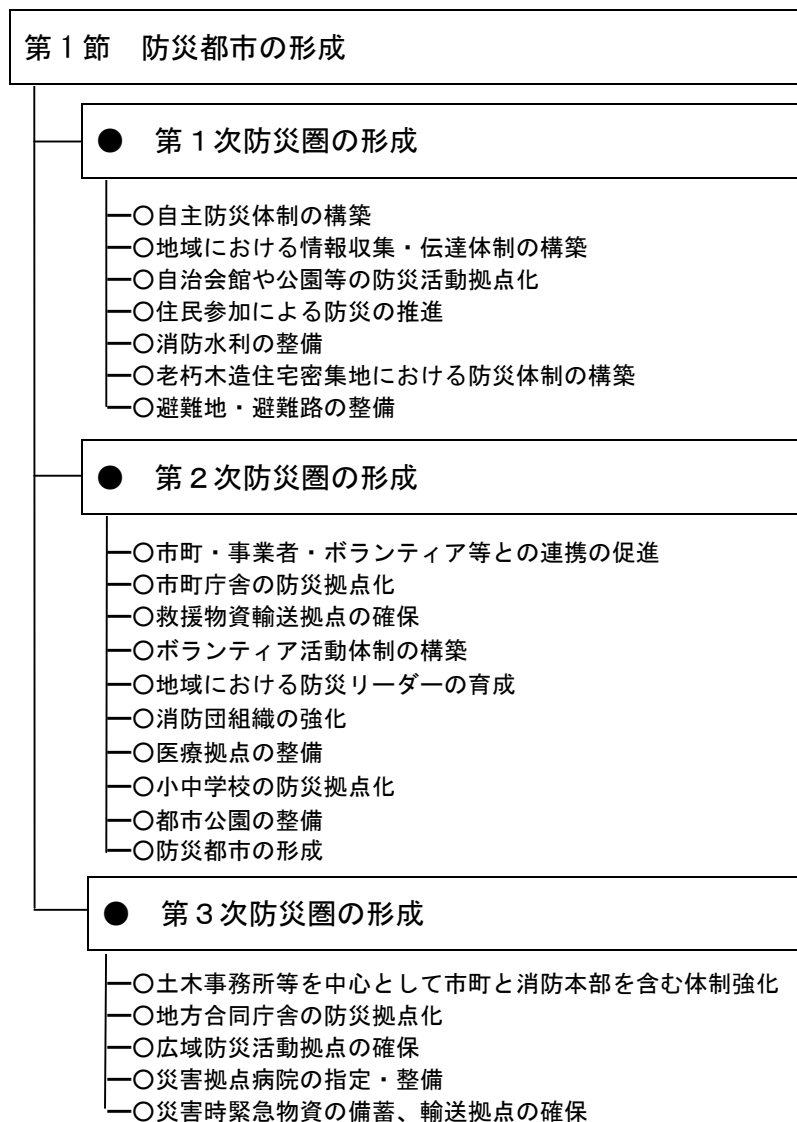 第１節　防災都市の形成
●　第１次防災圏の形成
○自主防災体制の構築
○地域における情報収集・伝達体制の構築
○自治会館や公園等の防災活動拠点化
○住民参加による防災の推進
○消防水利の整備
○老朽木造住宅密集地における防災体制の構築
○避難地・避難路の整備
●　第２次防災圏の形成
○市町・事業者・ボランティア等との連携の促進
○市町庁舎の防災拠点化
○救援物資輸送拠点の確保
○ボランティア活動体制の構築
○地域における防災リーダーの育成
○消防団組織の強化
○医療拠点の整備
○小中学校の防災拠点化
○都市公園の整備
○防災都市の形成
●　第３次防災圏の形成
○土木事務所等を中心として市町と消防本部を含む体制強化
○地方合同庁舎の防災拠点化
○広域防災活動拠点の確保
○災害拠点病院の指定・整備
○災害時緊急物資の備蓄、輸送拠点の確保